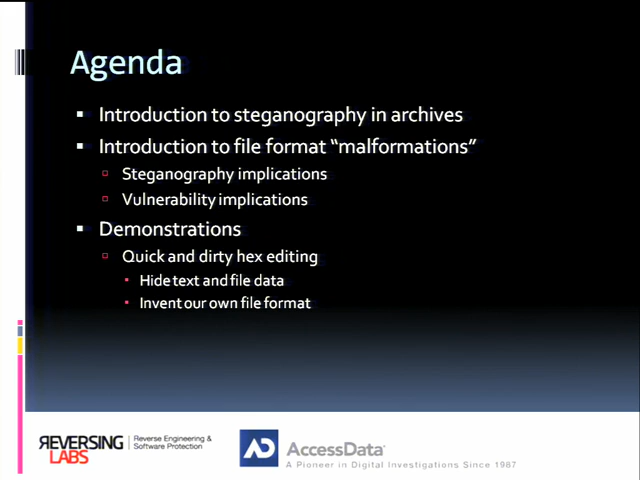 Agenda
Introduction to steganography in archives
Introduction to file format “malformations”
Steganography implications
Vulnerability implications
Demonstrations
Quick and dirty hex editing
Hide text and file data
Invent our own file format
REVERSING LABS
Reverse Engineering &
Software Protection
AD
AccessData
A Pioneer in Digital Investigations Since 1987